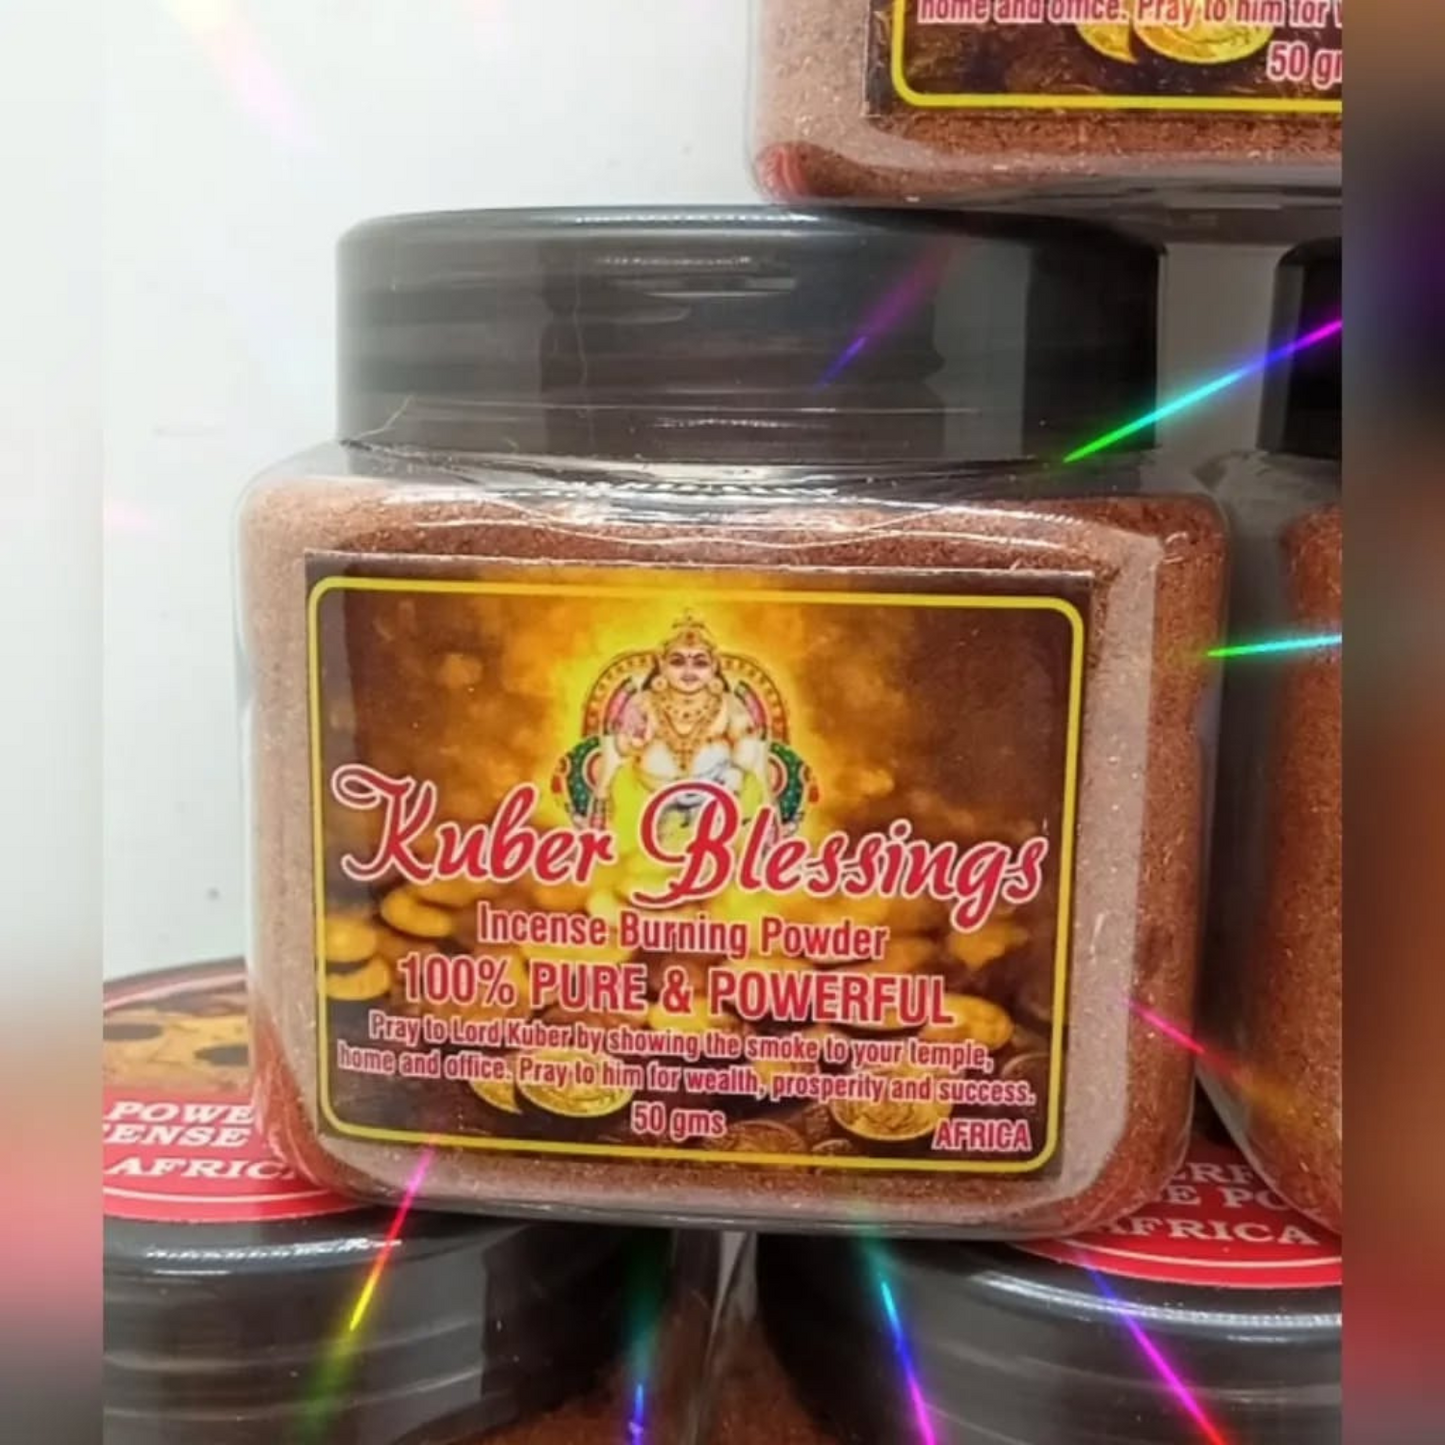 home and office. Pray to him for
50
Kuber Blessings
Incense Burning Powder
100% PURE & POWERFUL
Pray to Lord Kuber by showing the smoke to your temple,
home and office. Pray to him for wealth, prosperity and success.
50 gms
AFRICA
AFRICA